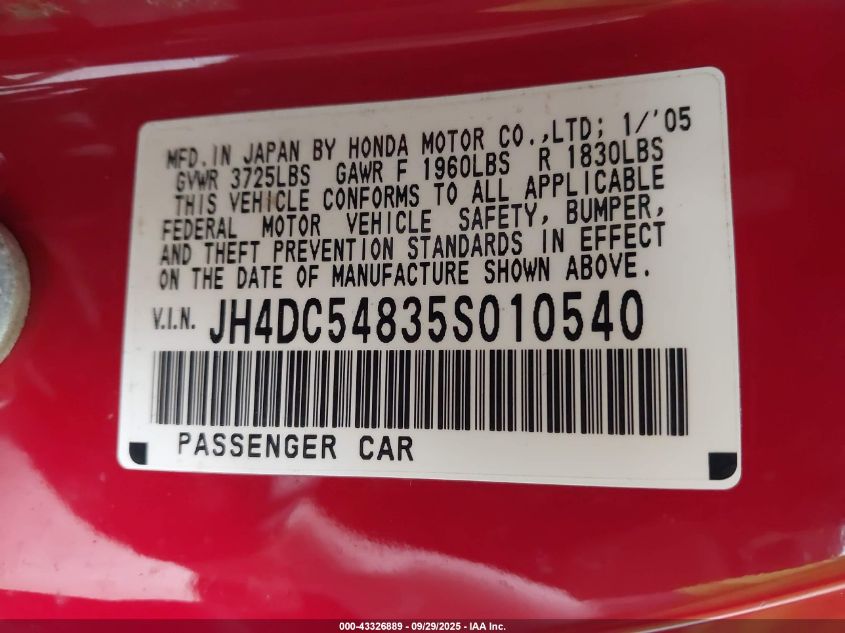 MFD. IN JAPAN BY HONDA MOTOR CO.,LTD; 1/'05
GVWR 3725LBS GAWR F 1960LBS R 1830LBS
THIS VEHICLE CONFORMS TO ALL APPLICABLE
FEDERAL MOTOR VEHICLE SAFETY, BUMPER,
AND THEFT PREVENTION STANDARDS IN EFFECT
ON THE DATE OF MANUFACTURE SHOWN ABOVE.
V.I.N. JH4DC54835S010540
PASSENGER CAR
000-43326889 - 09/29/2025 - IAA Inc.